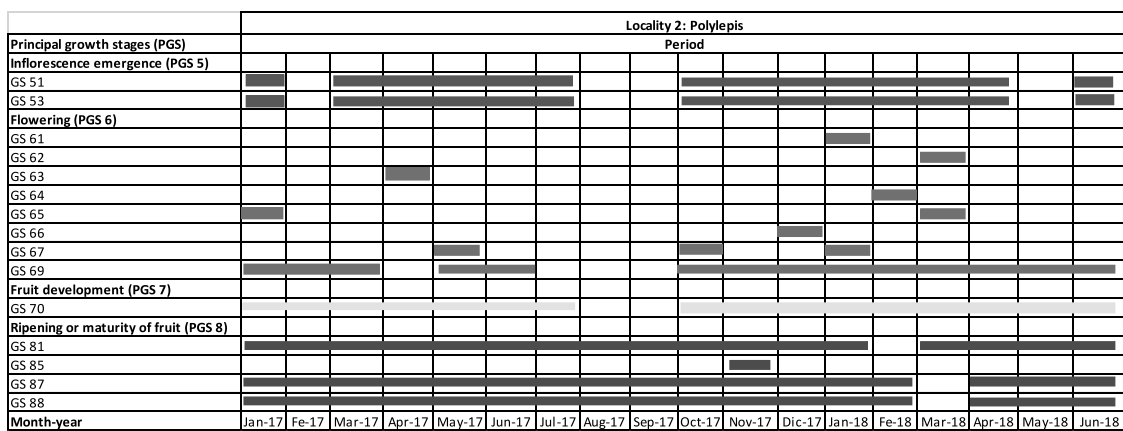 Locality 2: Polylepis
Principal growth stages (PGS) Period
Inflorescence emergence (PGS 5)
GS 51
GS 53
Flowering (PGS 6)
GS 61
GS 62
GS 63
GS 64
GS 65
GS 66
GS 67
GS 69
Fruit development (PGS 7)
GS 70
Ripening or maturity of fruit (PGS 8)
GS 81
GS 85
GS 87
GS 88
Month-year Jan-17 Fe-17 Mar-17 Apr-17 May-17 Jun-17 Jul-17 Aug-17 Sep-17 Oct-17 Nov-17 Dic-17 Jan-18 Fe-18 Mar-18 Apr-18 May-18 Jun-18